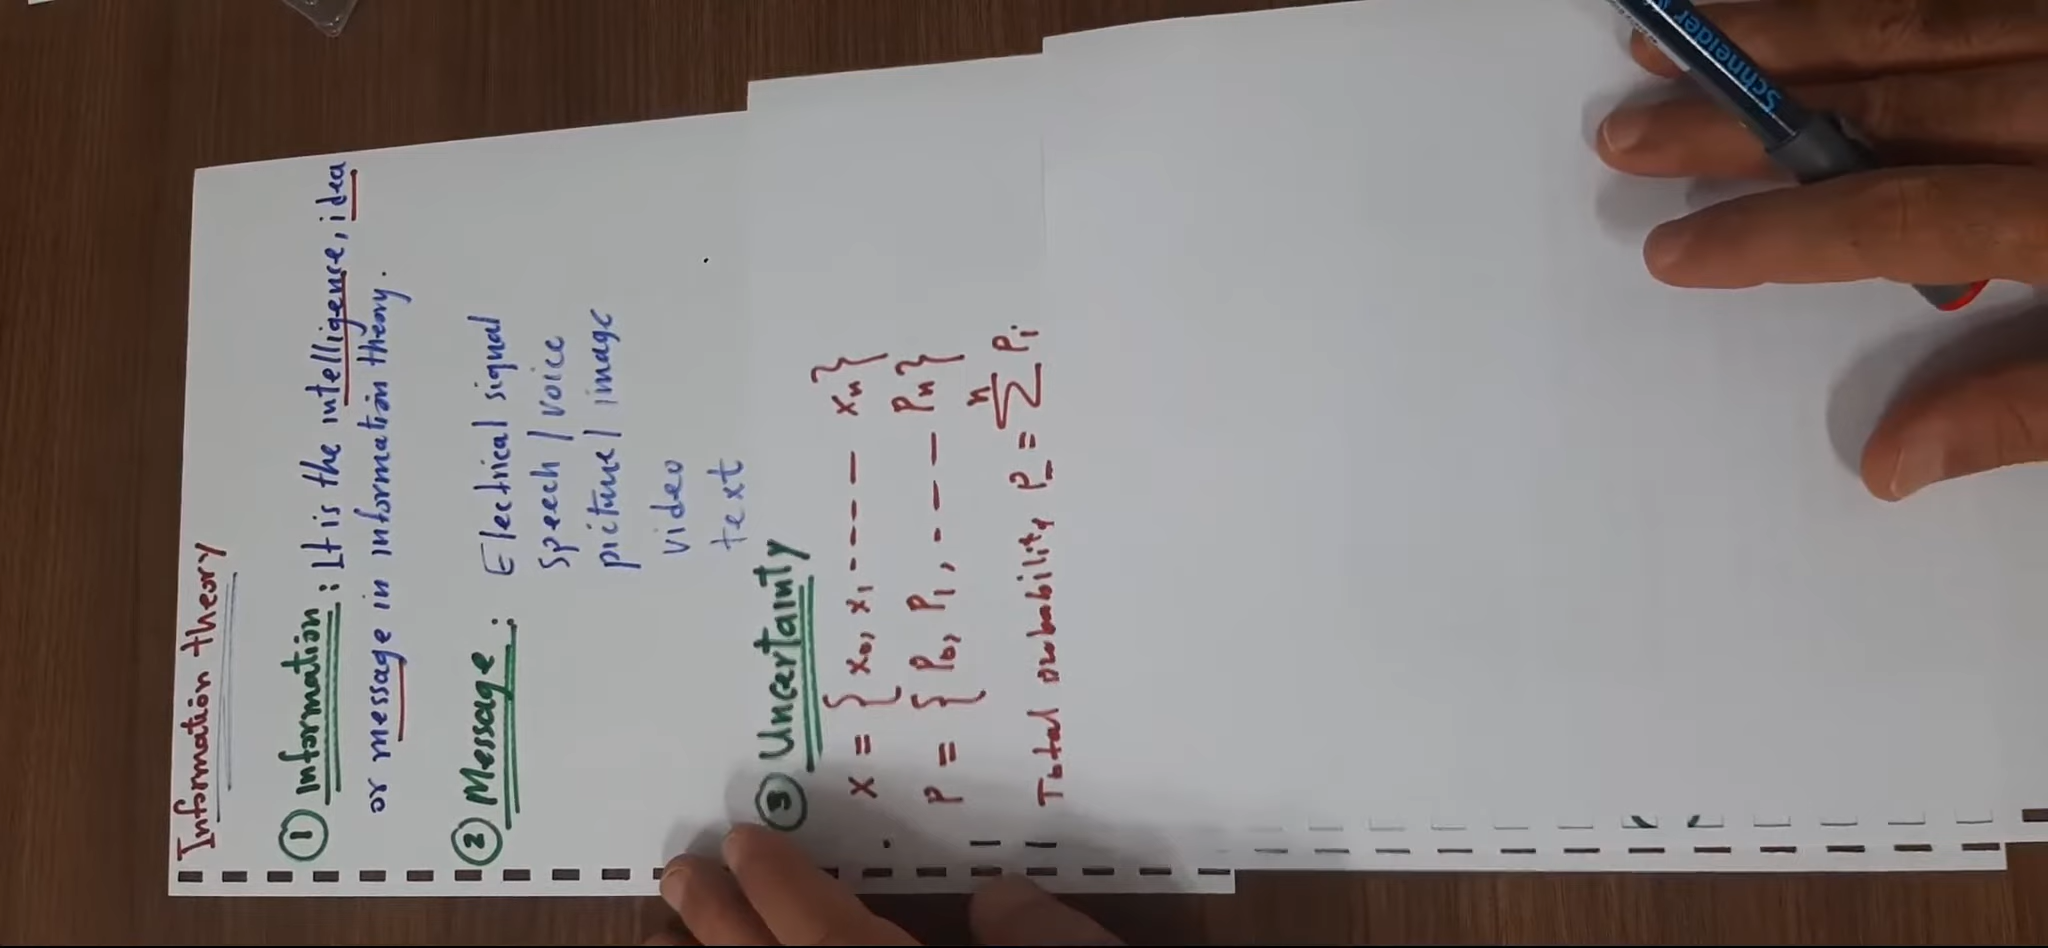 Information theory
① Information : It is the intelligence, idea
or message in information theory.
② Message : Electrical signal
Speech / voice
picture / image
video
text
③ Uncertainty
X = { x₀, x₁ - - - - - xₙ}
P = { P₀, P₁, - - - - Pₙ}
Total probability P = ∑ⁿ Pᵢ
Schneider